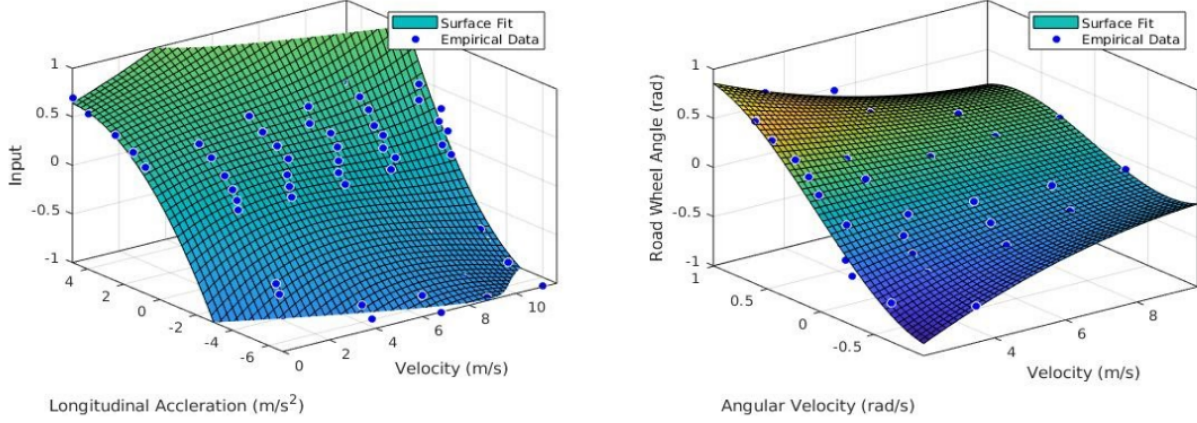 Surface Fit
Empirical Data
Input
1
0.5
0
-0.5
-1
4
2
0
-2
-4
-6
0
2
4
6
8
10
Velocity (m/s)
Longitudinal Accleration (m/s²)
Surface Fit
Empirical Data
Road Wheel Angle (rad)
1
0.5
0
-0.5
-1
1
0.5
0
-0.5
4
6
8
Velocity (m/s)
Angular Velocity (rad/s)